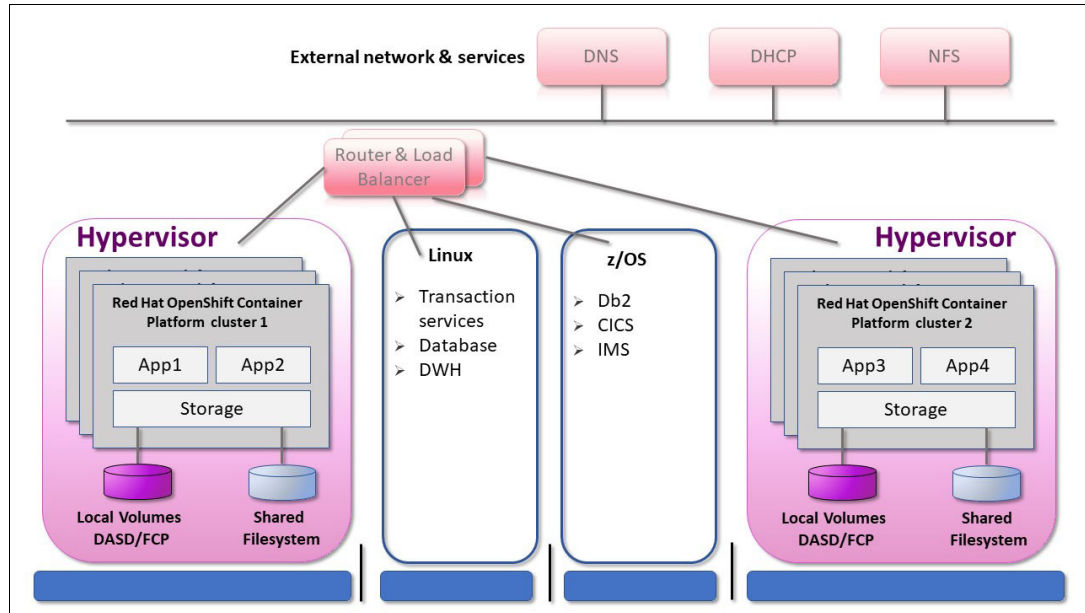 External network & services
DNS
DHCP
NFS
Router & Load
Balancer
Hypervisor
Red Hat OpenShift Container
Platform cluster 1
App1
App2
Storage
Local Volumes
DASD/FCP
Shared
Filesystem
Linux
➢ Transaction
services
➢ Database
➢ DWH
z/OS
➢ Db2
➢ CICS
➢ IMS
Hypervisor
Red Hat OpenShift Container
Platform cluster 2
App3
App4
Storage
Local Volumes
DASD/FCP
Shared
Filesystem